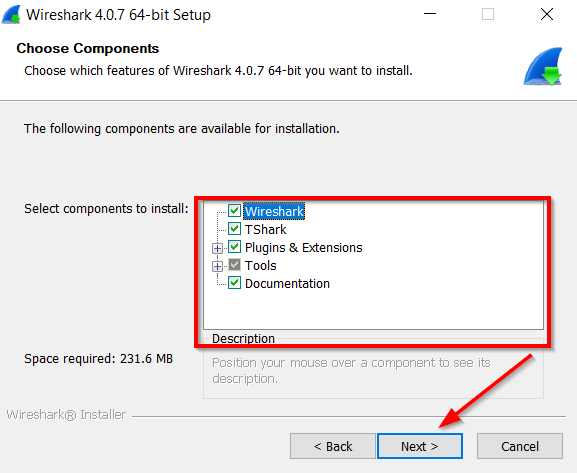 Wireshark 4.0.7 64-bit Setup
Choose Components
Choose which features of Wireshark 4.0.7 64-bit you want to install.
The following components are available for installation.
Select components to install:
Wireshark
TShark
Plugins & Extensions
Tools
Documentation
Space required: 231.6 MB
Description
Position your mouse over a component to see its
description.
Wireshark® Installer
< Back
Next >
Cancel